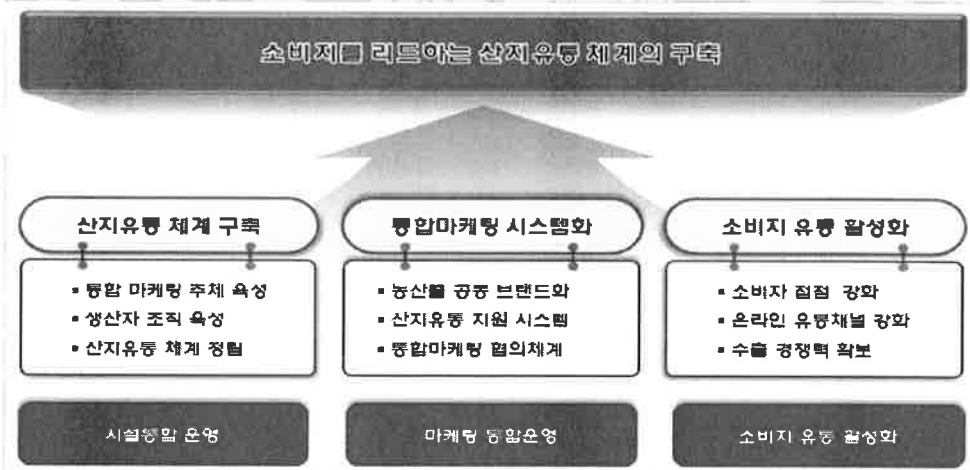 소비지를 리드하는 산지유통 체계의 구축
산지유통 체계 구축
통합마케팅 시스템화
소비지 유통 활성화
▪ 통합 마케팅 주체 육성
▪ 생산자 조직 육성
▪ 산지유통 체계 정립
▪ 농산물 공동 브랜드화
▪ 산지유통 지원 시스템
▪ 통합마케팅 협의체계
▪ 소비자 접점 강화
▪ 온라인 유통채널 강화
▪ 수출 경쟁력 확보
시설통합 운영
마케팅 통합운영
소비지 유통 활성화